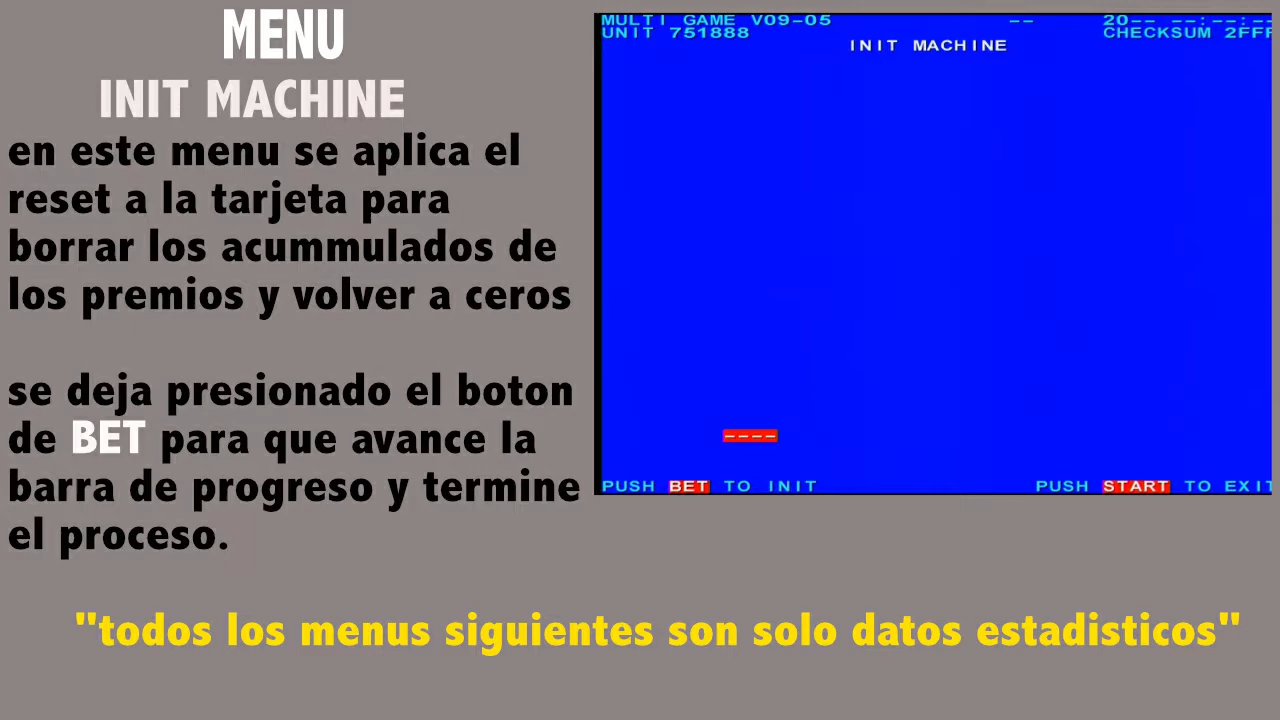 MENU
INIT MACHINE
en este menu se aplica el
reset a la tarjeta para
borrar los acummulados de
los premios y volver a ceros
se deja presionado el boton
de BET para que avance la
barra de progreso y termine
el proceso.
MULTI GAME V09-05 -- 20-- --:--:--
UNIT 751888 CHECKSUM 2FFF
INIT MACHINE
----
PUSH BET TO INIT PUSH START TO EXIT
"todos los menus siguientes son solo datos estadisticos"